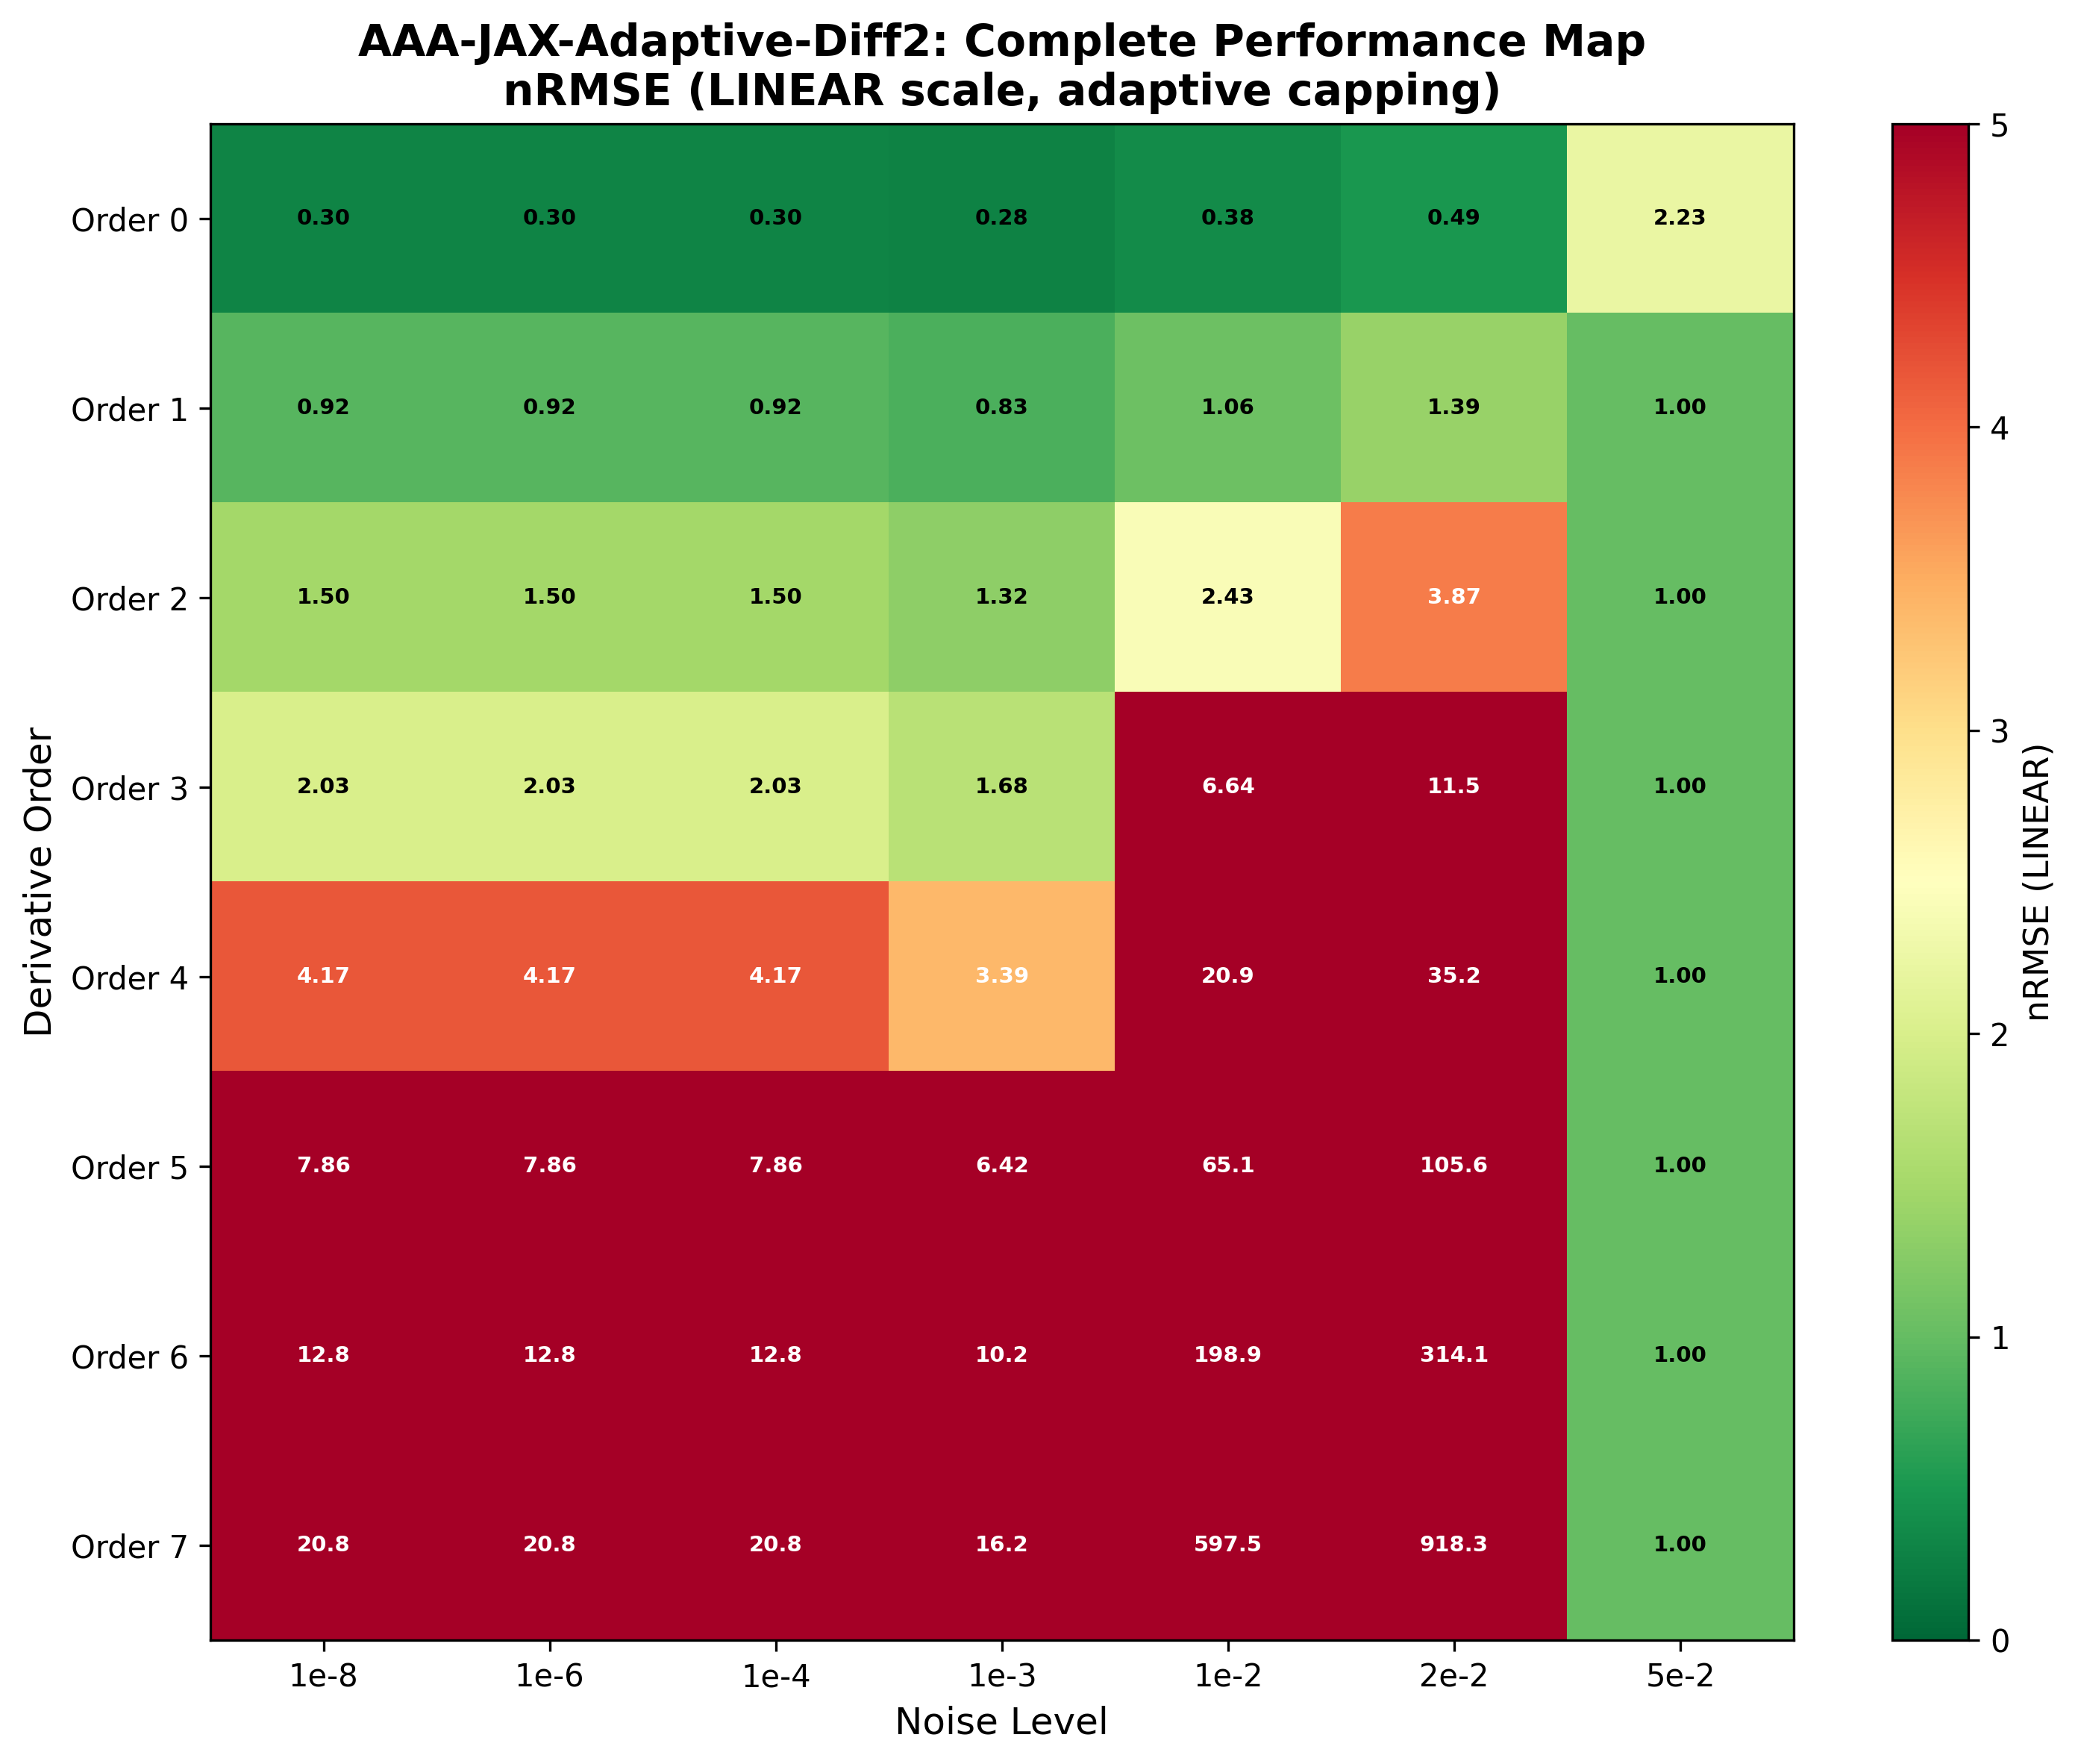 AAA-JAX-Adaptive-Diff2: Complete Performance Map
nRMSE (LINEAR scale, adaptive capping)
Order 0 0.30 0.30 0.30 0.28 0.38 0.49 2.23
Order 1 0.92 0.92 0.92 0.83 1.06 1.39 1.00
Order 2 1.50 1.50 1.50 1.32 2.43 3.87 1.00
Order 3 2.03 2.03 2.03 1.68 6.64 11.5 1.00
Order 4 4.17 4.17 4.17 3.39 20.9 35.2 1.00
Order 5 7.86 7.86 7.86 6.42 65.1 105.6 1.00
Order 6 12.8 12.8 12.8 10.2 198.9 314.1 1.00
Order 7 20.8 20.8 20.8 16.2 597.5 918.3 1.00
1e-8 1e-6 1e-4 1e-3 1e-2 2e-2 5e-2
Noise Level
Derivative Order
5
4
3
2
1
0
nRMSE (LINEAR)